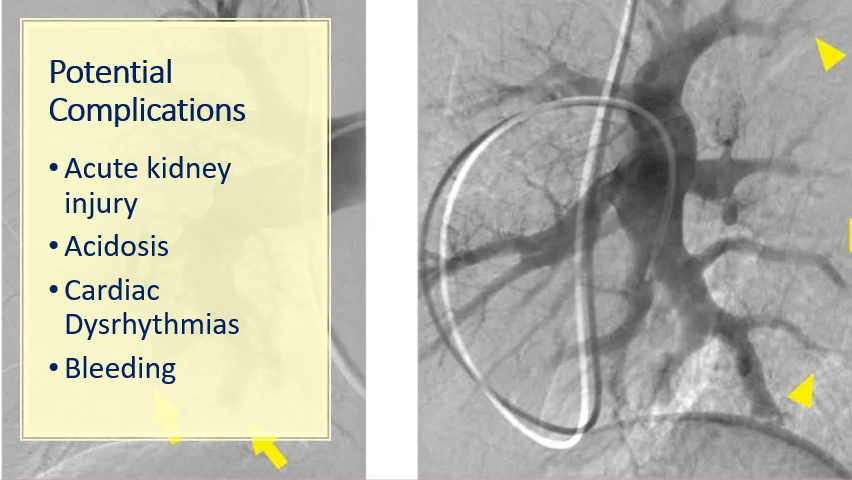 Potential
Complications
• Acute kidney
injury
• Acidosis
• Cardiac
Dysrhythmias
• Bleeding